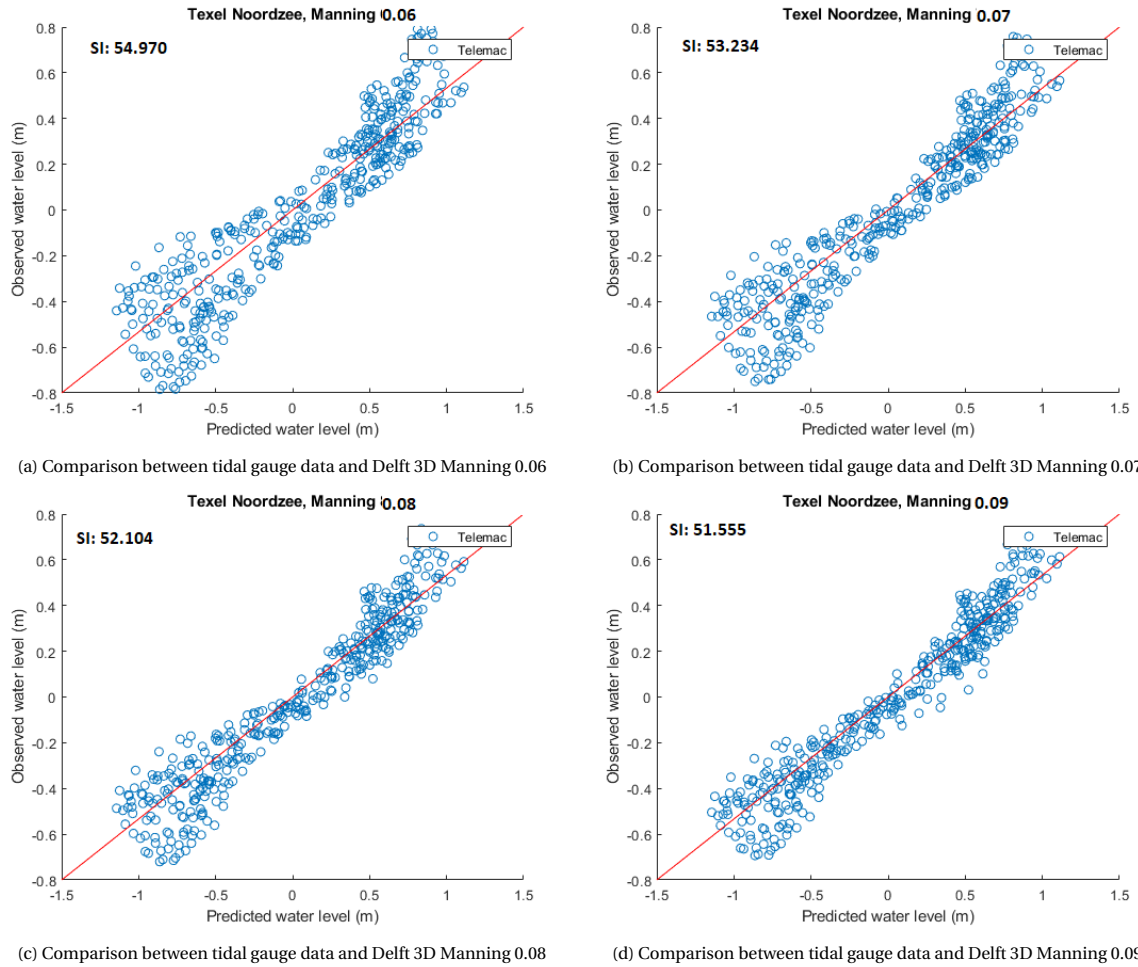 Texel Noordzee, Manning 0.06
SI: 54.970
Telemac
0.8
0.6
0.4
0.2
0
-0.2
-0.4
-0.6
-0.8
Observed water level (m)
-1.5 -1 -0.5 0 0.5 1 1.5
Predicted water level (m)
(a) Comparison between tidal gauge data and Delft 3D Manning 0.06
Texel Noordzee, Manning 0.07
SI: 53.234
Telemac
0.8
0.6
0.4
0.2
0
-0.2
-0.4
-0.6
-0.8
Observed water level (m)
-1.5 -1 -0.5 0 0.5 1 1.5
Predicted water level (m)
(b) Comparison between tidal gauge data and Delft 3D Manning 0.07
Texel Noordzee, Manning 0.08
SI: 52.104
Telemac
0.8
0.6
0.4
0.2
0
-0.2
-0.4
-0.6
-0.8
Observed water level (m)
-1.5 -1 -0.5 0 0.5 1 1.5
Predicted water level (m)
(c) Comparison between tidal gauge data and Delft 3D Manning 0.08
Texel Noordzee, Manning 0.09
SI: 51.555
Telemac
0.8
0.6
0.4
0.2
0
-0.2
-0.4
-0.6
-0.8
Observed water level (m)
-1.5 -1 -0.5 0 0.5 1 1.5
Predicted water level (m)
(d) Comparison between tidal gauge data and Delft 3D Manning 0.09